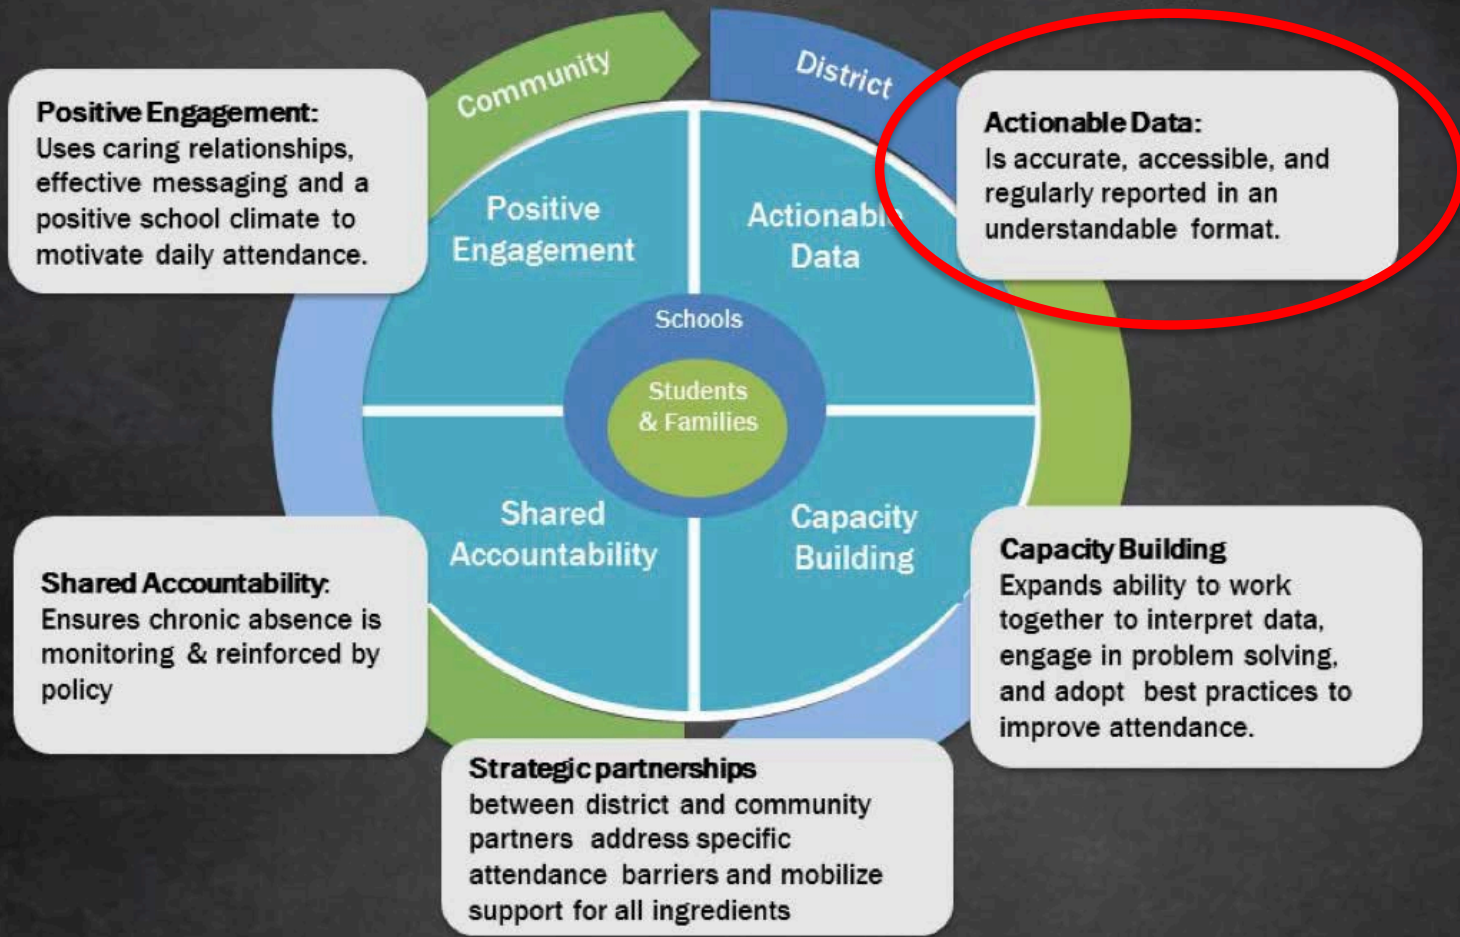 Community
District
Positive Engagement:
Uses caring relationships,
effective messaging and a
positive school climate to
motivate daily attendance.
Actionable Data:
Is accurate, accessible, and
regularly reported in an
understandable format.
Positive
Engagement
Actionable
Data
Schools
Students
& Families
Shared
Accountability
Capacity
Building
Shared Accountability:
Ensures chronic absence is
monitoring & reinforced by
policy
Capacity Building
Expands ability to work
together to interpret data,
engage in problem solving,
and adopt best practices to
improve attendance.
Strategic partnerships
between district and community
partners address specific
attendance barriers and mobilize
support for all ingredients